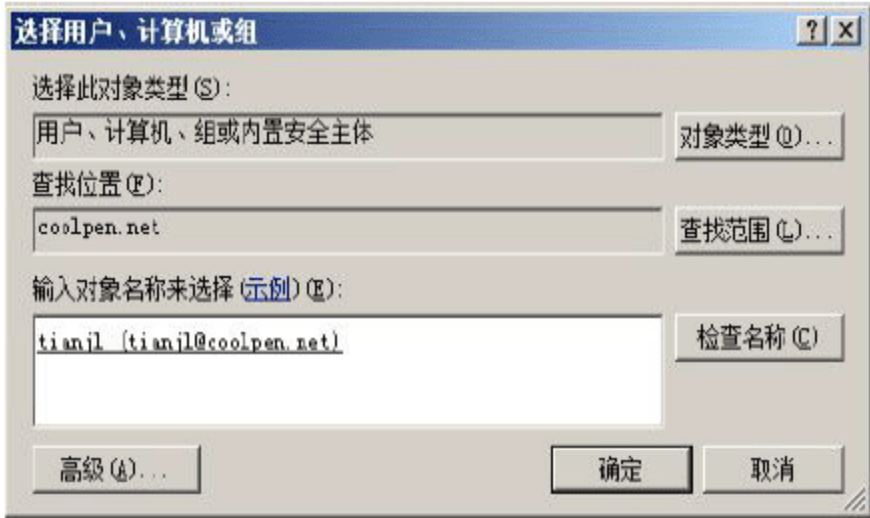 选择用户、计算机或组
选择此对象类型(S):
用户、计算机、组或内置安全主体
对象类型(O)...
查找位置(F):
coolpen.net
查找范围(L)...
输入对象名称来选择(示例)(E):
tianjl (tianjl@coolpen.net)
检查名称(C)
高级(A)...
确定
取消